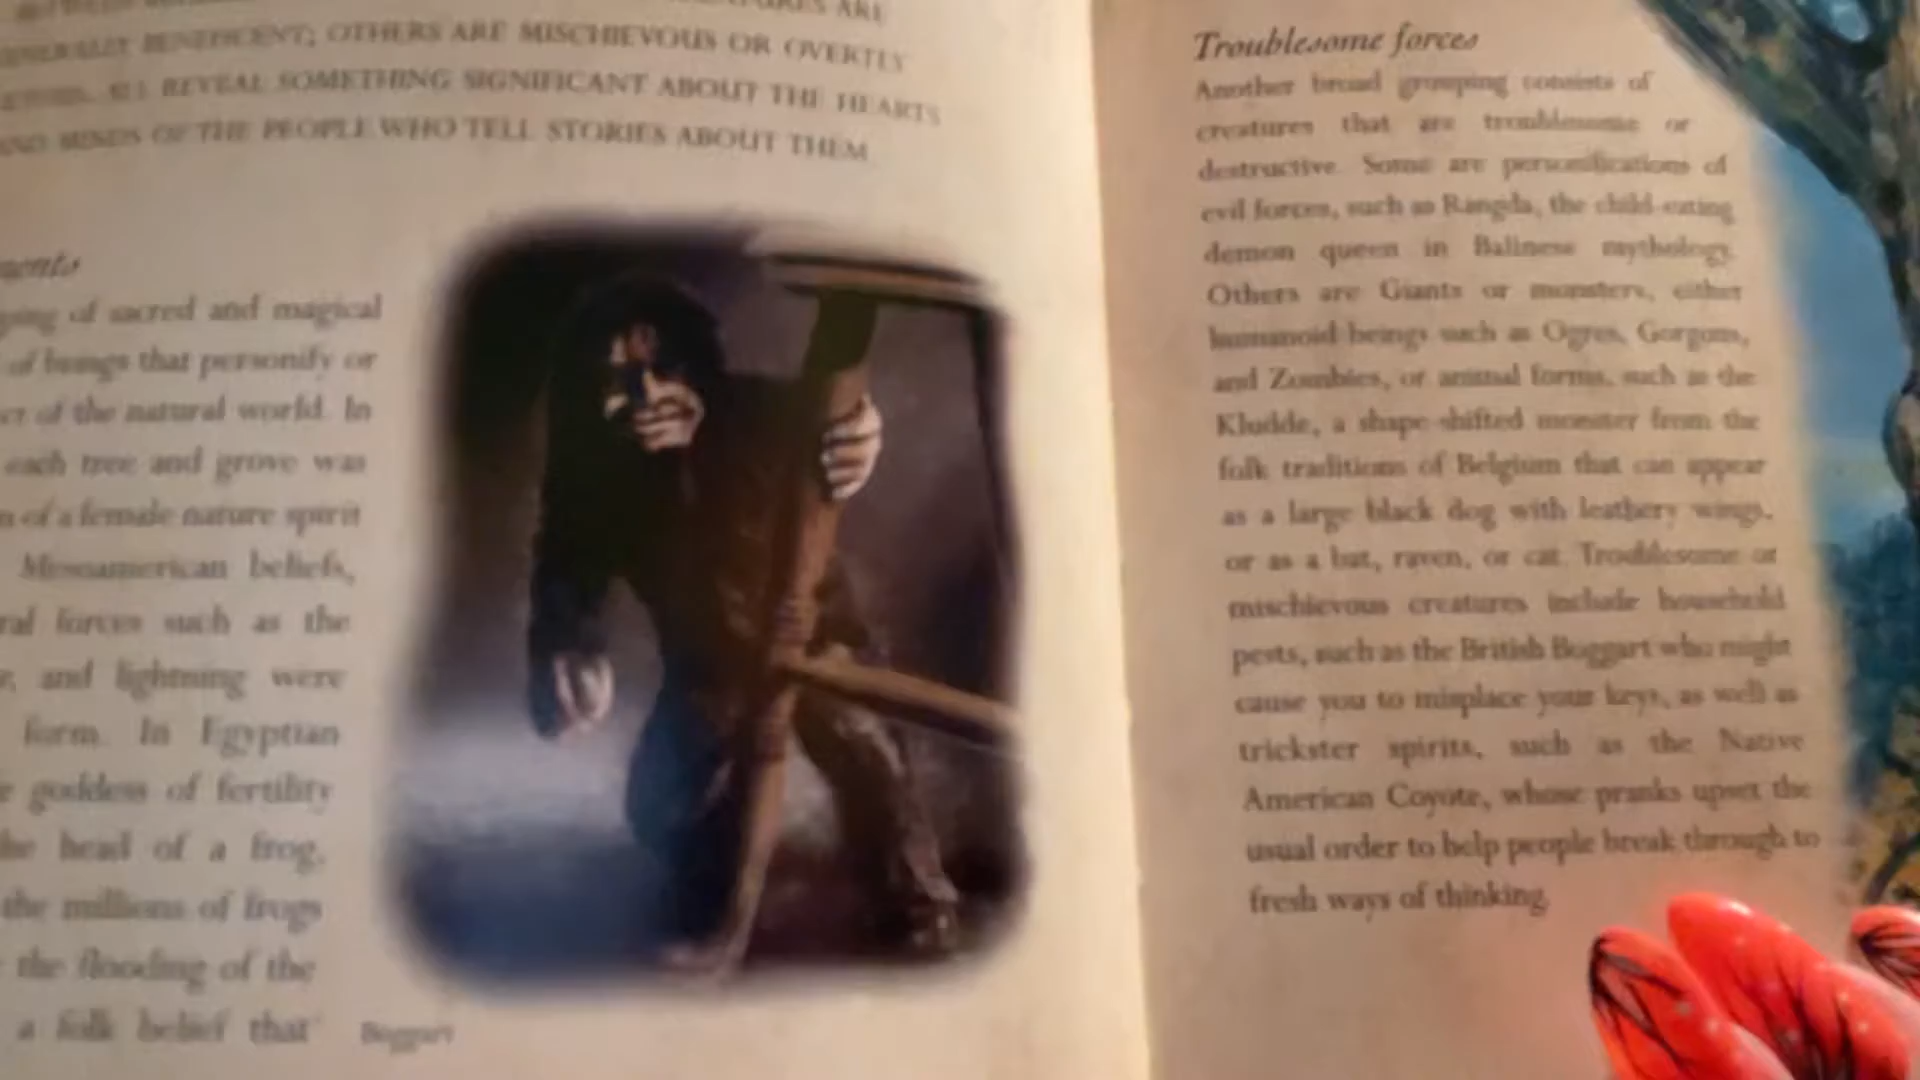 ARE
BENEFICENT; OTHERS ARE MISCHIEVOUS OR OVERTLY
ALL REVEAL SOMETHING SIGNIFICANT ABOUT THE HEARTS
AND MINDS OF THE PEOPLE WHO TELL STORIES ABOUT THEM
of sacred and magical
of beings that personify or
of the natural world. In
each tree and grove was
of a female nature spirit
Mesoamerican beliefs,
forces such as the
and lightning were
form. In Egyptian
goddess of fertility
head of a frog,
the millions of frogs
the flooding of the
a folk belief that
Boggart
Troublesome forces
Another broad grouping consists of
creatures that are troublesome or
destructive. Some are personifications of
evil forces, such as Rangda, the child-eating
demon queen in Balinese mythology.
Others are Giants or monsters, either
humanoid beings such as Ogres, Gorgons,
and Zombies, or animal forms, such as the
Kludde, a shape-shifted monster from the
folk traditions of Belgium that can appear
as a large black dog with leathery wings,
or as a bat, raven, or cat. Troublesome or
mischievous creatures include household
pests, such as the British Boggart who might
cause you to misplace your keys, as well as
trickster spirits, such as the Native
American Coyote, whose pranks upset the
usual order to help people break through to
fresh ways of thinking.